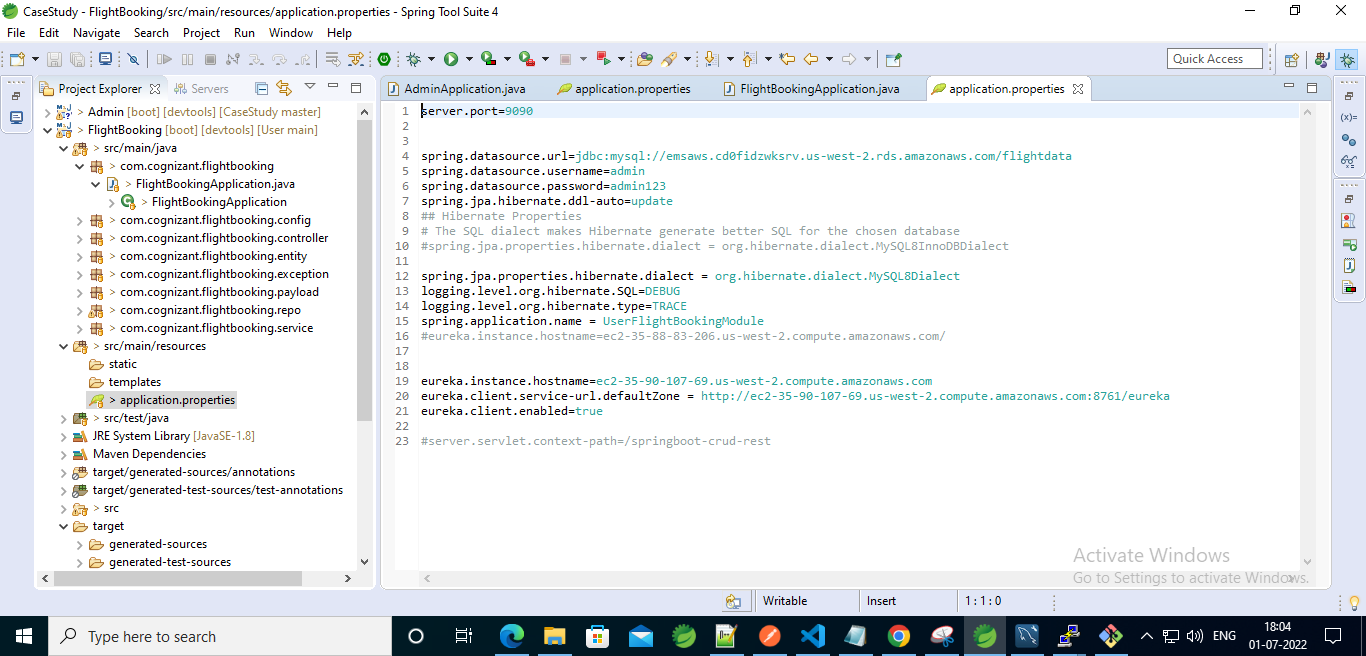 CaseStudy - FlightBooking/src/main/resources/application.properties - Spring Tool Suite 4
File Edit Navigate Search Project Run Window Help
Quick Access
Project Explorer
Servers
> Admin [boot] [devtools] [CaseStudy master]
> FlightBooking [boot] [devtools] [User main]
> src/main/java
> com.cognizant.flightbooking
> FlightBookingApplication.java
> FlightBookingApplication
> com.cognizant.flightbooking.config
> com.cognizant.flightbooking.controller
> com.cognizant.flightbooking.entity
> com.cognizant.flightbooking.exception
> com.cognizant.flightbooking.payload
> com.cognizant.flightbooking.repo
> com.cognizant.flightbooking.service
> src/main/resources
static
templates
> application.properties
> src/test/java
JRE System Library [JavaSE-1.8]
Maven Dependencies
target/generated-sources/annotations
target/generated-test-sources/test-annotations
> src
target
generated-sources
generated-test-sources
AdminApplication.java
application.properties
FlightBookingApplication.java
application.properties
1 server.port=9090
2
3
4 spring.datasource.url=jdbc:mysql://emsaws.cd0fidzwksrv.us-west-2.rds.amazonaws.com/flightdata
5 spring.datasource.username=admin
6 spring.datasource.password=admin123
7 spring.jpa.hibernate.ddl-auto=update
8 ## Hibernate Properties
9 # The SQL dialect makes Hibernate generate better SQL for the chosen database
10 #spring.jpa.properties.hibernate.dialect = org.hibernate.dialect.MySQL8InnoDBDialect
11
12 spring.jpa.properties.hibernate.dialect = org.hibernate.dialect.MySQL8Dialect
13 logging.level.org.hibernate.SQL=DEBUG
14 logging.level.org.hibernate.type=TRACE
15 spring.application.name = UserFlightBookingModule
16 #eureka.instance.hostname=ec2-35-88-83-206.us-west-2.compute.amazonaws.com/
17
18
19 eureka.instance.hostname=ec2-35-90-107-69.us-west-2.compute.amazonaws.com
20 eureka.client.service-url.defaultZone = http://ec2-35-90-107-69.us-west-2.compute.amazonaws.com:8761/eureka
21 eureka.client.enabled=true
22
23 #server.servlet.context-path=/springboot-crud-rest
Activate Windows
Go to Settings to activate Windows.
Writable
Insert
1 : 1 : 0
Type here to search
ENG
18:04
01-07-2022